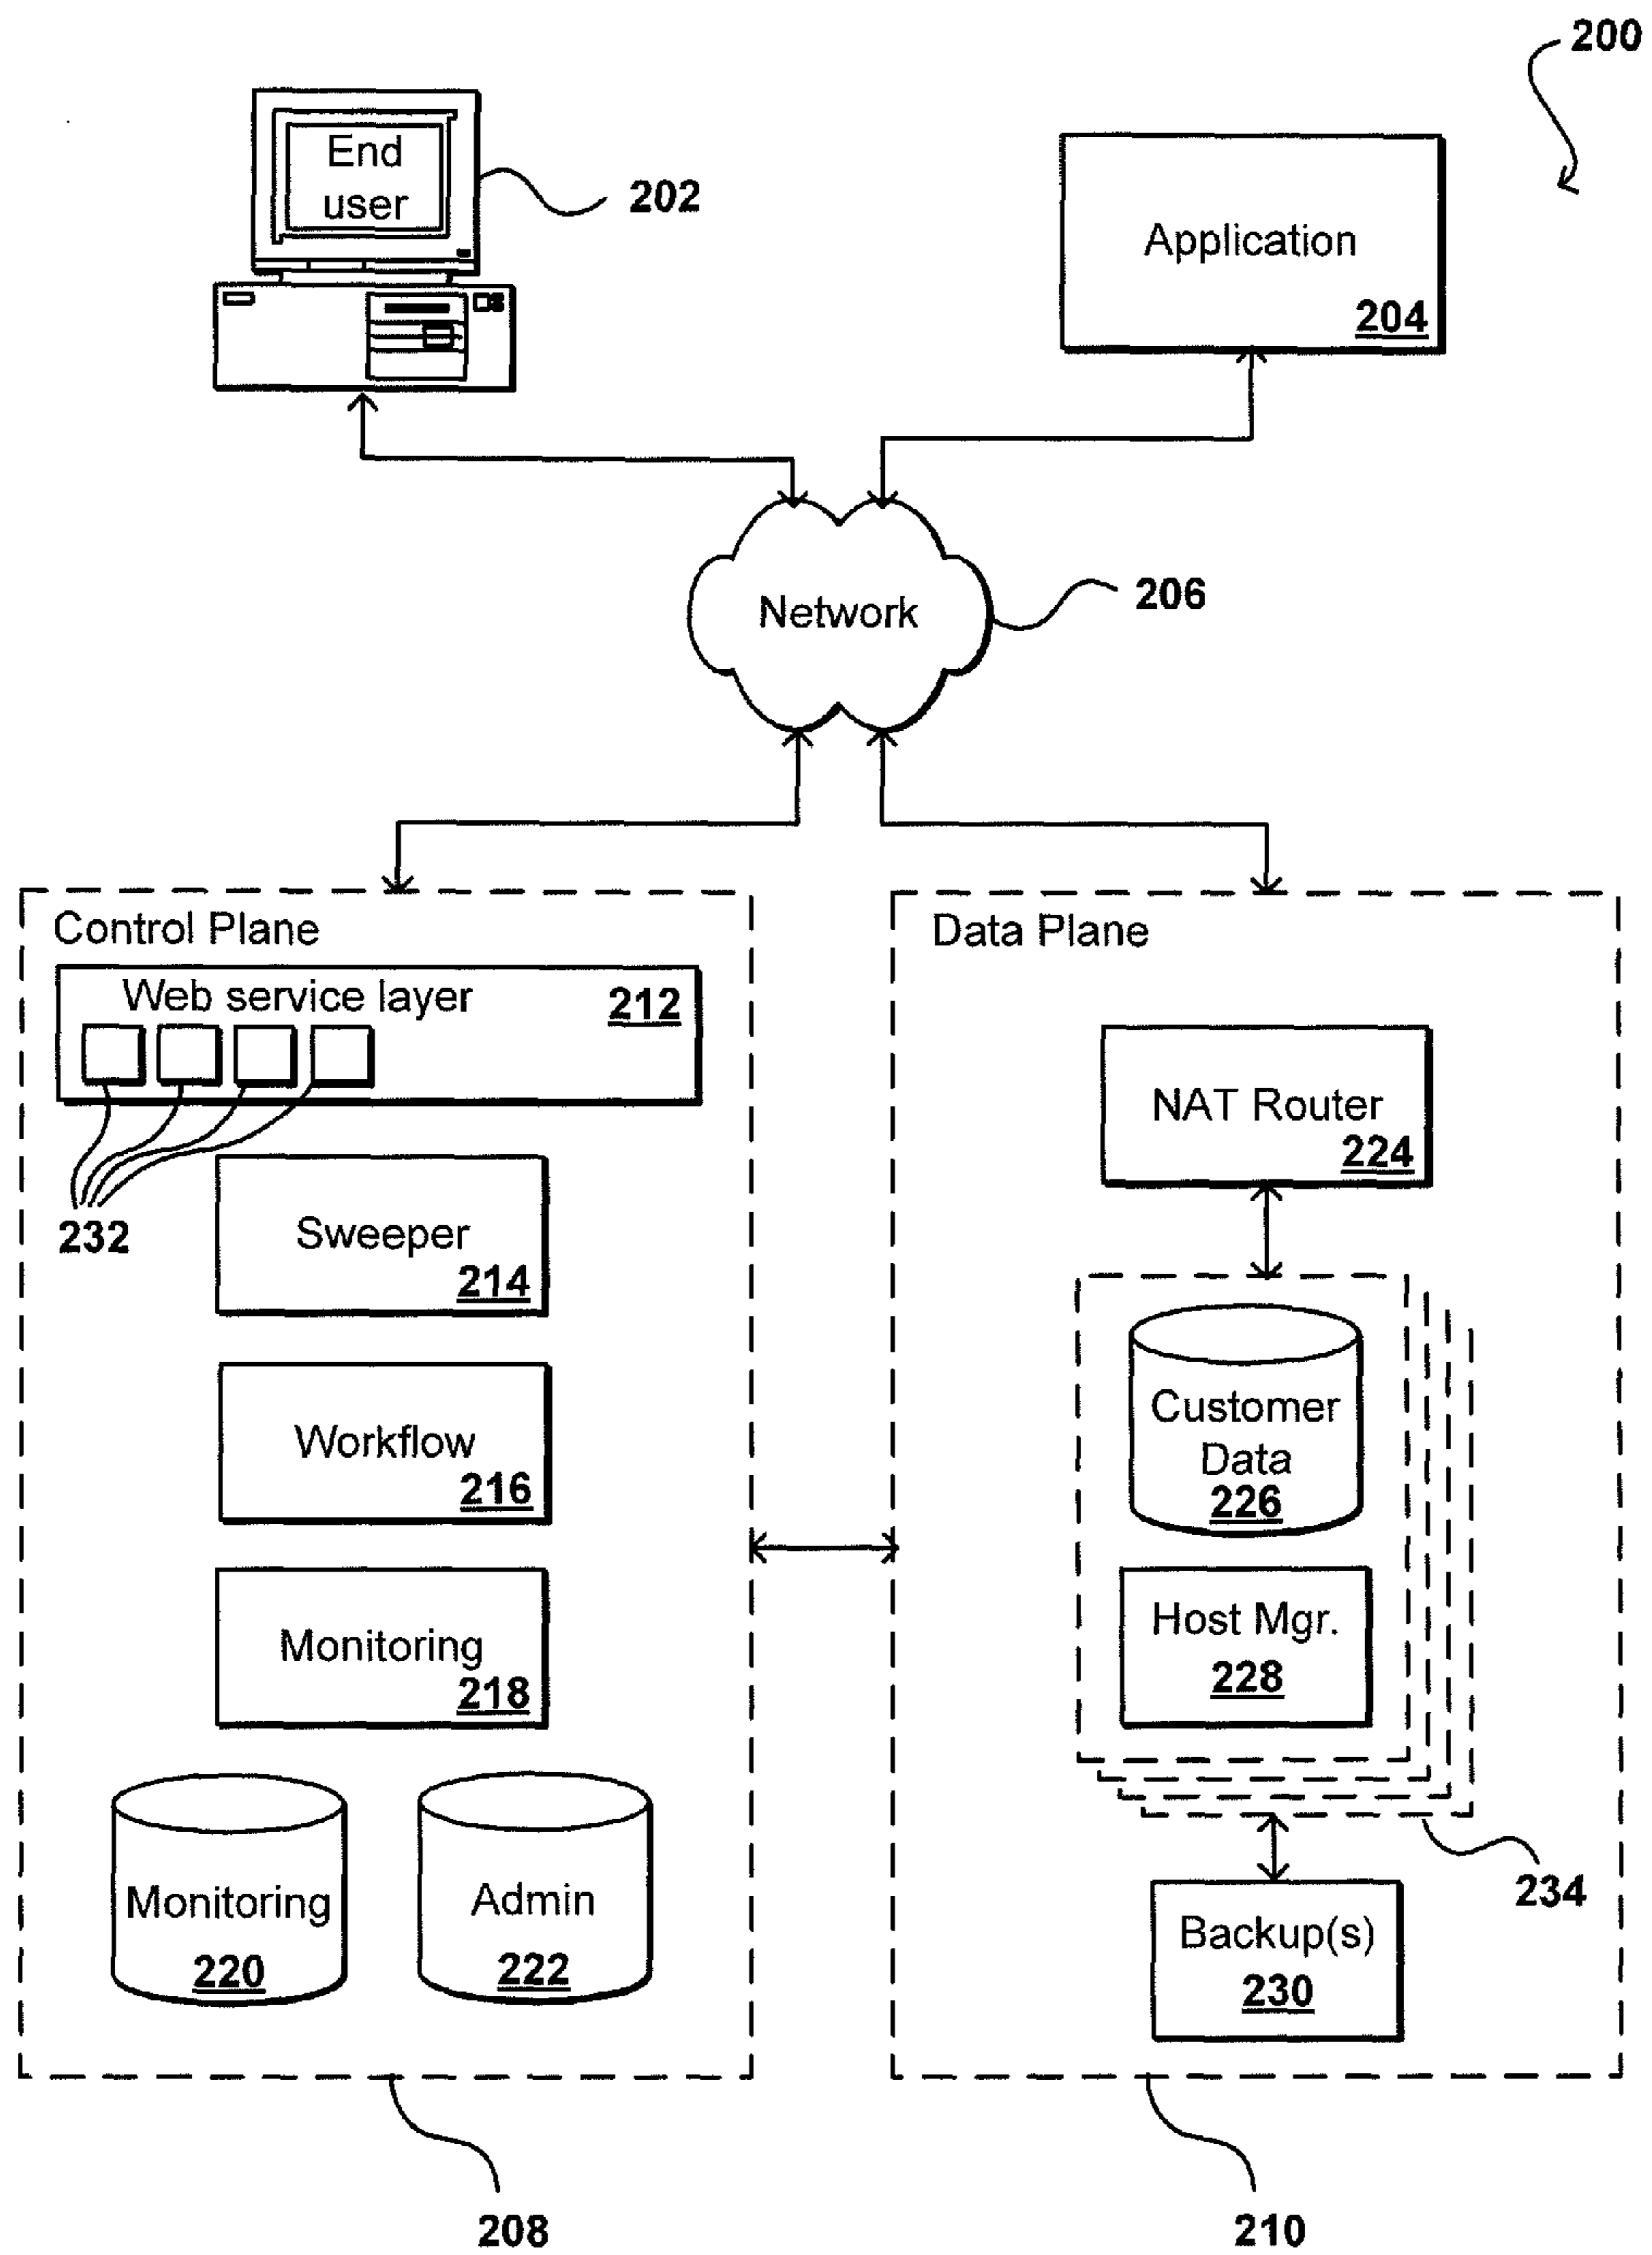 200
End
user
202
Application
204
Network
206
Control Plane
Web service layer
212
232
Sweeper
214
Workflow
216
Monitoring
218
Monitoring
220
Admin
222
208
Data Plane
NAT Router
224
Customer
Data
226
Host Mgr.
228
234
Backup(s)
230
210